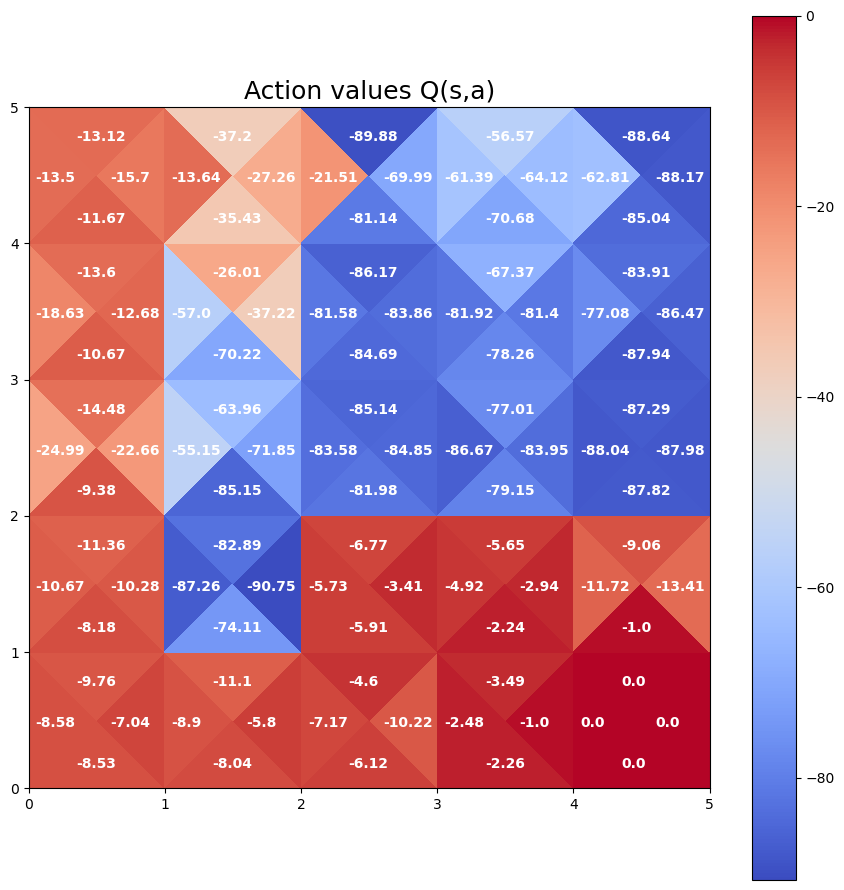 Action values Q(s,a)
0
5
-13.12 -37.2 -89.88 -56.57 -88.64
-13.5 -15.7 -13.64 -27.26 -21.51 -69.99 -61.39 -64.12 -62.81 -88.17
-20
-11.67 -35.43 -81.14 -70.68 -85.04
4
-13.6 -26.01 -86.17 -67.37 -83.91
-18.63 -12.68 -57.0 -37.22 -81.58 -83.86 -81.92 -81.4 -77.08 -86.47
-10.67 -70.22 -84.69 -78.26 -87.94
3
-40
-14.48 -63.96 -85.14 -77.01 -87.29
-24.99 -22.66 -55.15 -71.85 -83.58 -84.85 -86.67 -83.95 -88.04 -87.98
-9.38 -85.15 -81.98 -79.15 -87.82
2
-11.36 -82.89 -6.77 -5.65 -9.06
-10.67 -10.28 -87.26 -90.75 -5.73 -3.41 -4.92 -2.94 -11.72 -13.41
-60
-8.18 -74.11 -5.91 -2.24 -1.0
1
-9.76 -11.1 -4.6 -3.49 0.0
-8.58 -7.04 -8.9 -5.8 -7.17 -10.22 -2.48 -1.0 0.0 0.0
-8.53 -8.04 -6.12 -2.26 0.0
-80
0
0 1 2 3 4 5